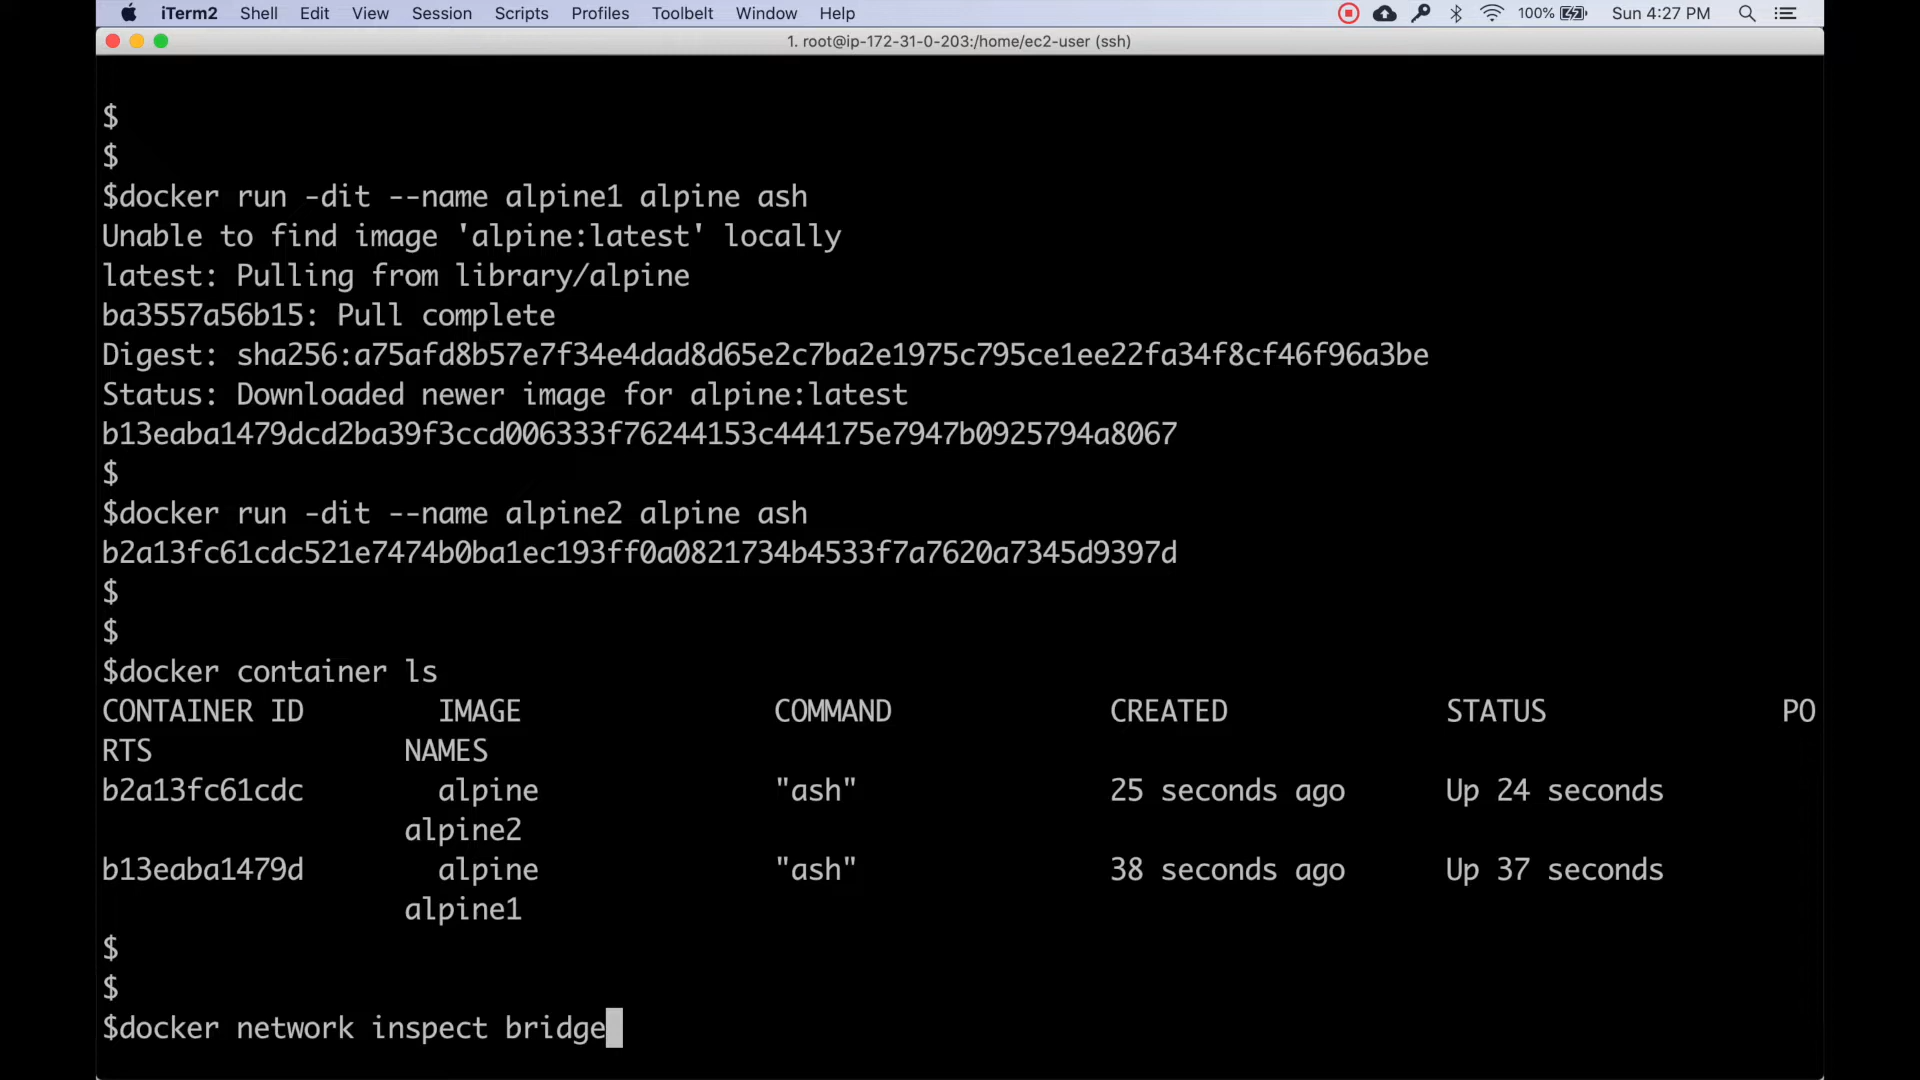 iTerm2 Shell Edit View Session Scripts Profiles Toolbelt Window Help 100% Sun 4:27 PM
1. root@ip-172-31-0-203:/home/ec2-user (ssh)
$
$
$docker run -dit --name alpine1 alpine ash
Unable to find image 'alpine:latest' locally
latest: Pulling from library/alpine
ba3557a56b15: Pull complete
Digest: sha256:a75afd8b57e7f34e4dad8d65e2c7ba2e1975c795ce1ee22fa34f8cf46f96a3be
Status: Downloaded newer image for alpine:latest
b13eaba1479dcd2ba39f3ccd006333f76244153c444175e7947b0925794a8067
$
$docker run -dit --name alpine2 alpine ash
b2a13fc61cdc521e7474b0ba1ec193ff0a0821734b4533f7a7620a7345d9397d
$
$
$docker container ls
CONTAINER ID IMAGE COMMAND CREATED STATUS PO
RTS NAMES
b2a13fc61cdc alpine "ash" 25 seconds ago Up 24 seconds
alpine2
b13eaba1479d alpine "ash" 38 seconds ago Up 37 seconds
alpine1
$
$
$docker network inspect bridge